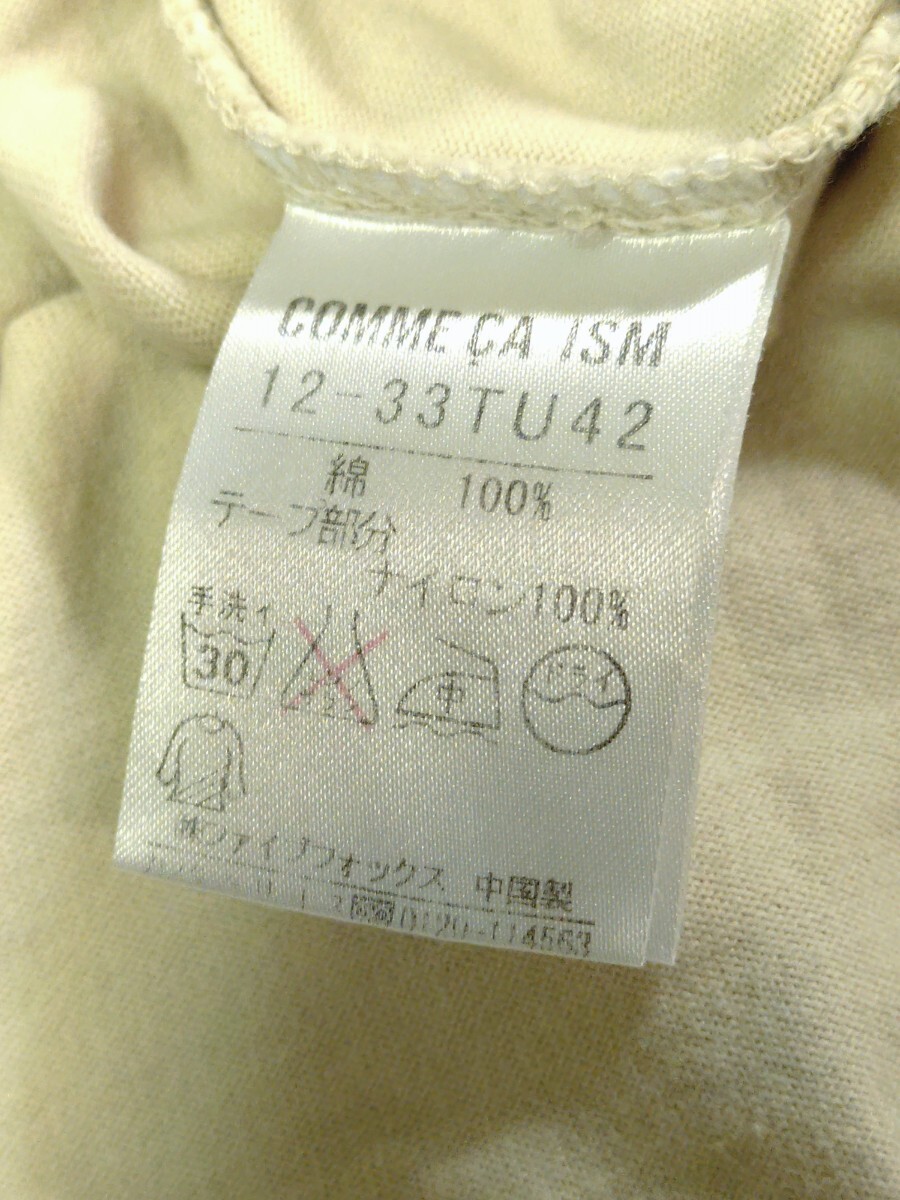 COMME ÇA ISM
12-33TU42
綿 100%
テープ部分
ナイロン100%
手洗イ
30 中 ドライ
㈱ファイブフォックス 中国製
0120-114563